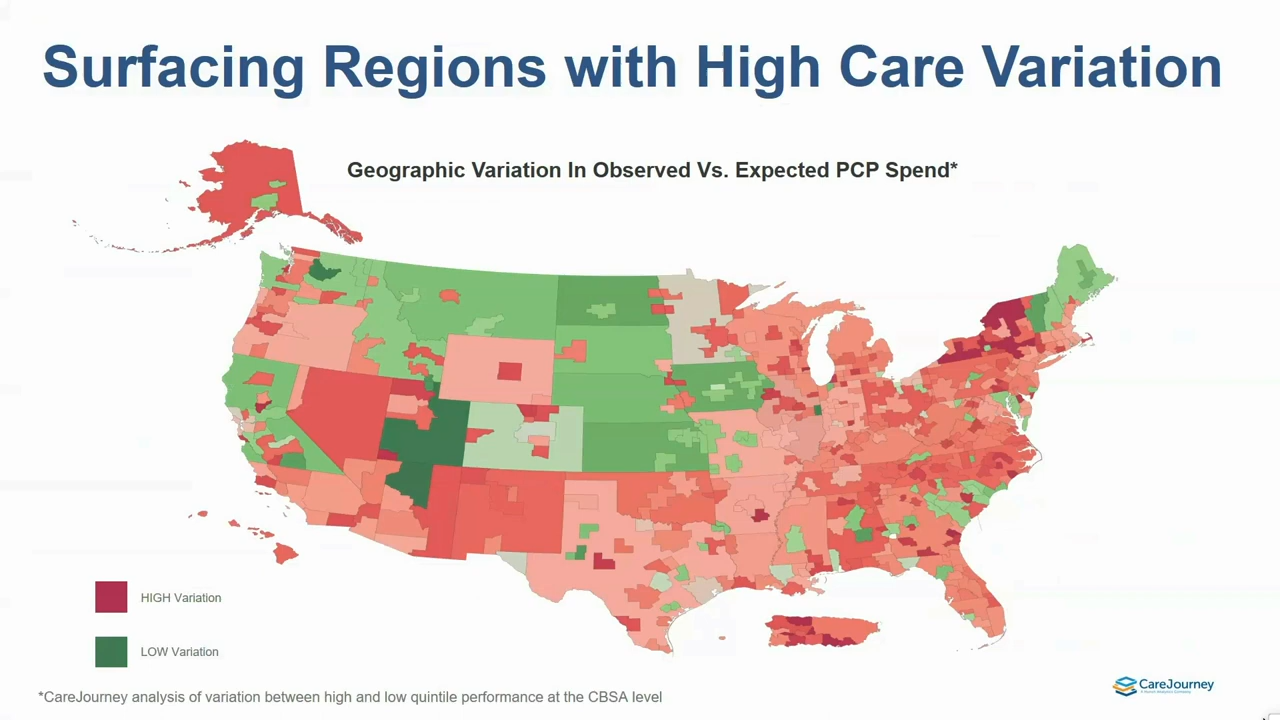 Surfacing Regions with High Care Variation
Geographic Variation In Observed Vs. Expected PCP Spend*
HIGH Variation
LOW Variation
*CareJourney analysis of variation between high and low quintile performance at the CBSA level
CareJourney